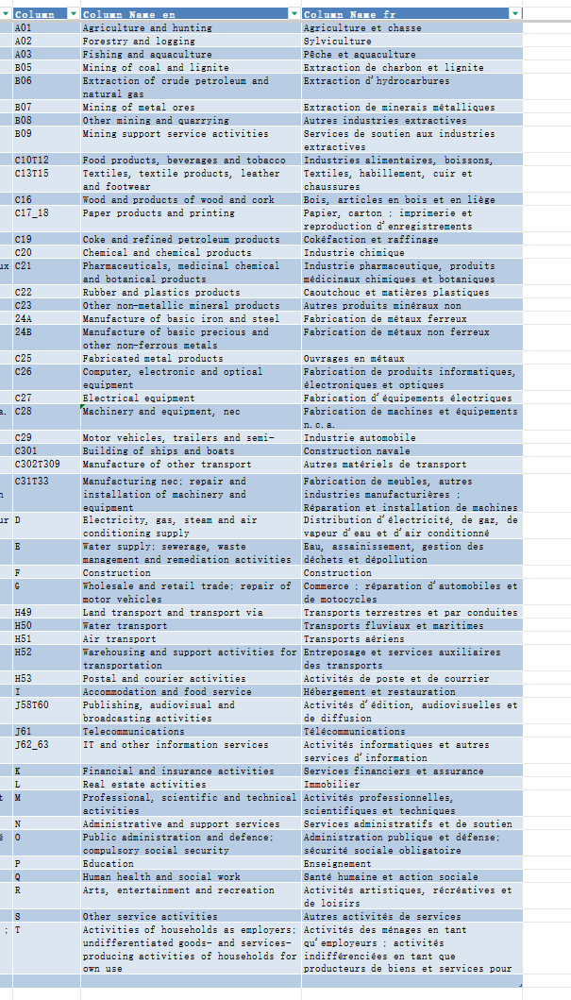 Column Column Name en Column Name fr
A01 Agriculture and hunting Agriculture et chasse
A02 Forestry and logging Sylviculture
A03 Fishing and aquaculture Pêche et aquaculture
B05 Mining of coal and lignite Extraction de charbon et lignite
B06 Extraction of crude petroleum and Extraction d'hydrocarbures
natural gas
B07 Mining of metal ores Extraction de minerais métalliques
B08 Other mining and quarrying Autres industries extractives
B09 Mining support service activities Services de soutien aux industries
extractives
C10T12 Food products, beverages and tobacco Industries alimentaires, boissons,
C13T15 Textiles, textile products, leather Textiles, habillement, cuir et
and footwear chaussures
C16 Wood and products of wood and cork Bois, articles en bois et en liège
C17_18 Paper products and printing Papier, carton ; imprimerie et
reproduction d'enregistrements
C19 Coke and refined petroleum products Cokéfaction et raffinage
C20 Chemical and chemical products Industrie chimique
ux C21 Pharmaceuticals, medicinal chemical Industrie pharmaceutique, produits
and botanical products médicinaux chimiques et botaniques
C22 Rubber and plastics products Caoutchouc et matières plastiques
C23 Other non-metallic mineral products Autres produits minéraux non
24A Manufacture of basic iron and steel Fabrication de métaux ferreux
24B Manufacture of basic precious and Fabrication de métaux non ferreux
other non-ferrous metals
C25 Fabricated metal products Ouvrages en métaux
C26 Computer, electronic and optical Fabrication de produits informatiques,
equipment électroniques et optiques
C27 Electrical equipment Fabrication d'équipements électriques
a. C28 Machinery and equipment, nec Fabrication de machines et équipements
n.c.a.
C29 Motor vehicles, trailers and semi- Industrie automobile
C301 Building of ships and boats Construction navale
C302T309 Manufacture of other transport Autres matériels de transport
C31T33 Manufacturing nec; repair and Fabrication de meubles, autres
installation of machinery and industries manufacturières ;
equipment Réparation et installation de machines
ur D Electricity, gas, steam and air Distribution d'électricité, de gaz, de
conditioning supply vapeur d'eau et d'air conditionné
E Water supply; sewerage, waste Eau, assainissement, gestion des
management and remediation activities déchets et dépollution
F Construction Construction
G Wholesale and retail trade; repair of Commerce ; réparation d'automobiles et
motor vehicles de motocycles
H49 Land transport and transport via Transports terrestres et par conduites
H50 Water transport Transports fluviaux et maritimes
H51 Air transport Transports aériens
H52 Warehousing and support activities for Entreposage et services auxiliaires
transportation des transports
H53 Postal and courier activities Activités de poste et de courrier
I Accommodation and food service Hébergement et restauration
J58T60 Publishing, audiovisual and Activités d'édition, audiovisuelles et
broadcasting activities de diffusion
J61 Telecommunications Télécommunications
J62_63 IT and other information services Activités informatiques et autres
services d'information
K Financial and insurance activities Services financiers et assurance
L Real estate activities Immobilier
t M Professional, scientific and technical Activités professionnelles,
activities scientifiques et techniques
N Administrative and support services Services administratifs et de soutien
é O Public administration and defence; Administration publique et défense;
compulsory social security sécurité sociale obligatoire
P Education Enseignement
Q Human health and social work Santé humaine et action sociale
R Arts, entertainment and recreation Activités artistiques, récréatives et
de loisirs
S Other service activities Autres activités de services
; T Activities of households as employers; Activités des ménages en tant
undifferentiated goods- and services- qu'employeurs ; activités
producing activities of households for indifférenciées en tant que
own use producteurs de biens et services pour